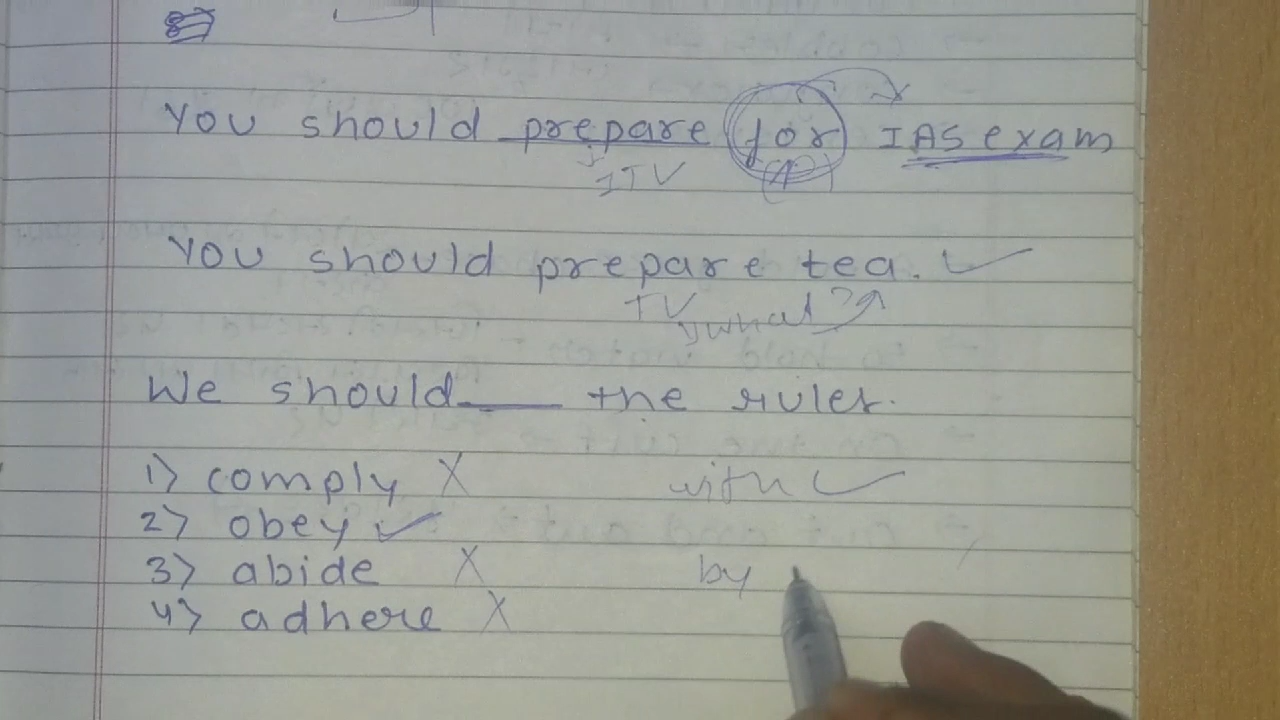 You should prepare for IAS exam
ITV
You should prepare tea.
TV what?
We should ___ the rules.
1) comply X with ✓
2) obey ✓
3) abide X by
4) adhere X